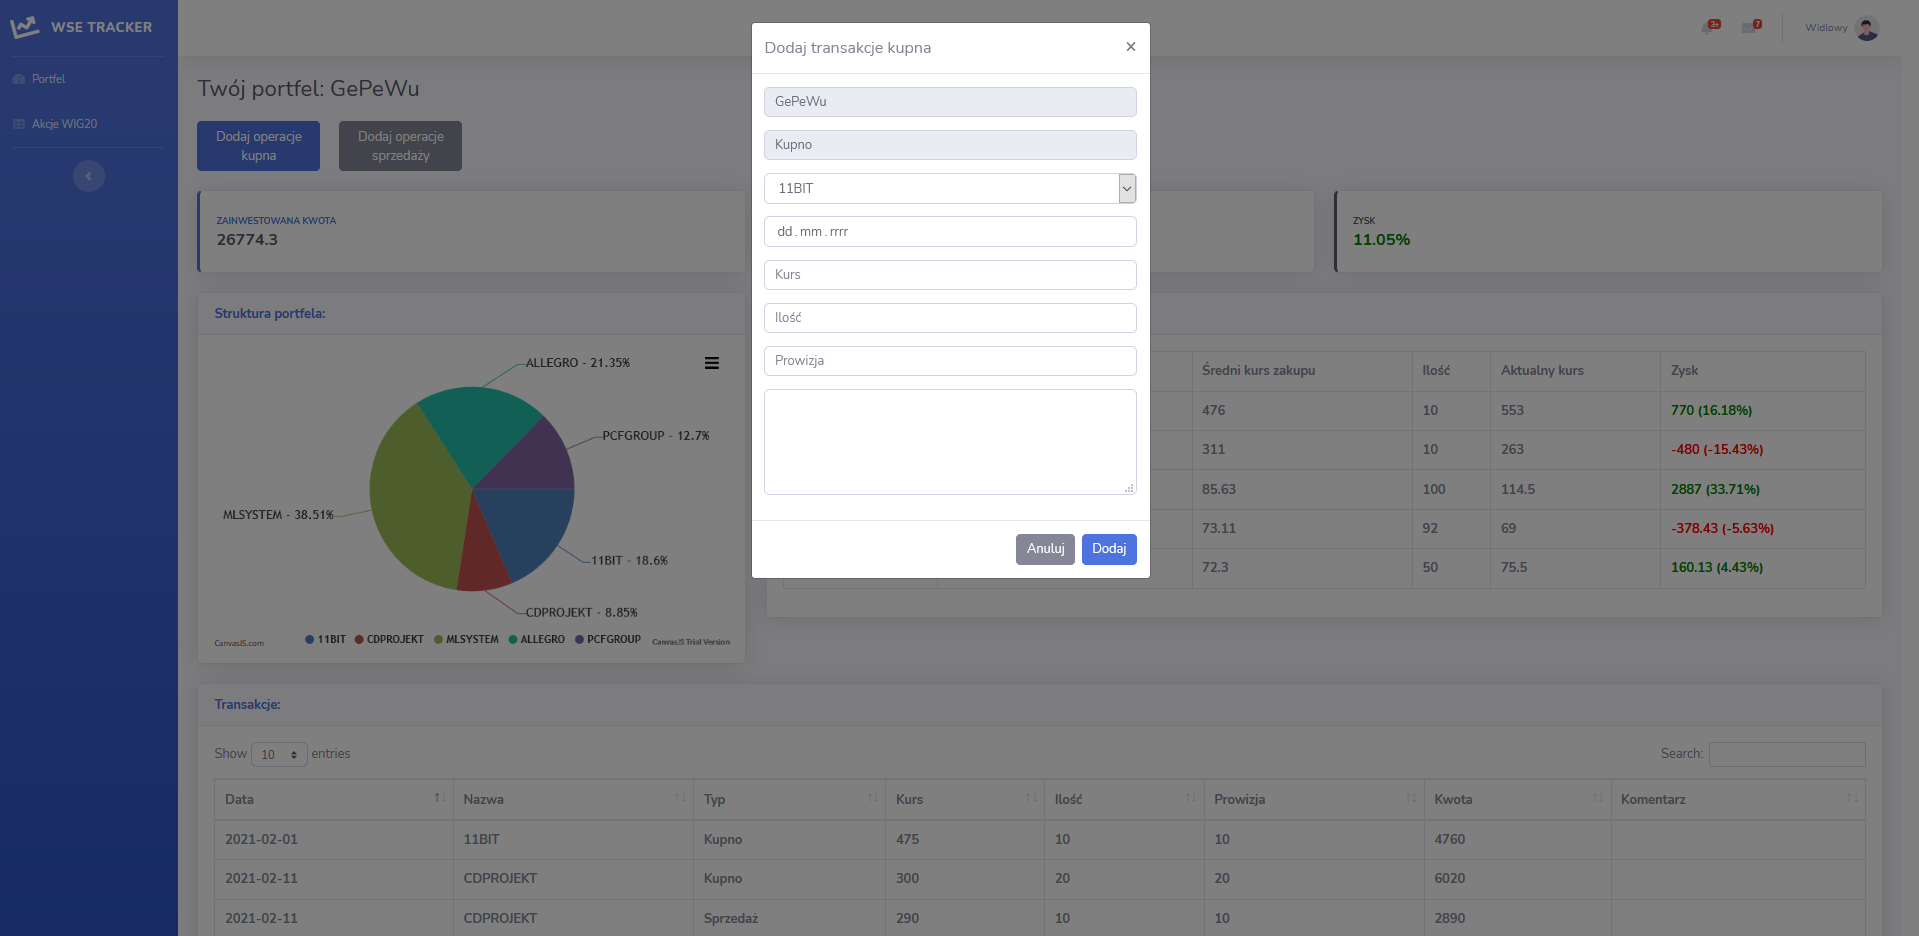 WSE TRACKER
Portfel
Akcje WIG20
3+
7
Widlowy
Twój portfel: GePeWu
Dodaj operacje
kupna
Dodaj operacje
sprzedaży
ZAINWESTOWANA KWOTA
26774.3
ZYSK
11.05%
Dodaj transakcje kupna
×
GePeWu
Kupno
11BIT
dd.mm.rrrr
Kurs
Ilość
Prowizja
Anuluj
Dodaj
Struktura portfela:
ALLEGRO - 21.35%
PCFGROUP - 12.7%
MLSYSTEM - 38.51%
11BIT - 18.6%
CDPROJEKT - 8.85%
11BIT CDPROJEKT MLSYSTEM ALLEGRO PCFGROUP
CanvasJS.com
CanvasJS Trial Version
Średni kurs zakupu Ilość Aktualny kurs Zysk
476 10 553 770 (16.18%)
311 10 263 -480 (-15.43%)
85.63 100 114.5 2887 (33.71%)
73.11 92 69 -378.43 (-5.63%)
72.3 50 75.5 160.13 (4.43%)
Transakcje:
Show 10 entries
Search:
Data Nazwa Typ Kurs Ilość Prowizja Kwota Komentarz
2021-02-01 11BIT Kupno 475 10 10 4760
2021-02-11 CDPROJEKT Kupno 300 20 20 6020
2021-02-11 CDPROJEKT Sprzedaż 290 10 10 2890